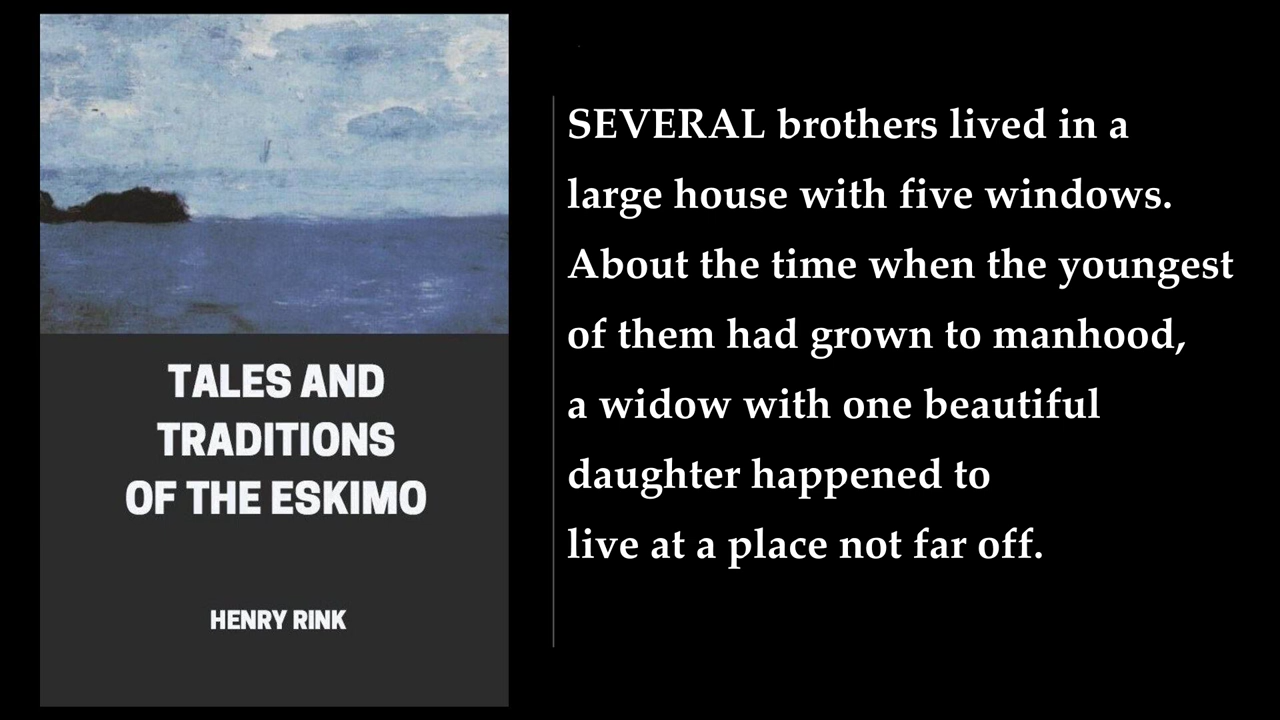 TALES AND
TRADITIONS
OF THE ESKIMO
HENRY RINK
SEVERAL brothers lived in a
large house with five windows.
About the time when the youngest
of them had grown to manhood,
a widow with one beautiful
daughter happened to
live at a place not far off.